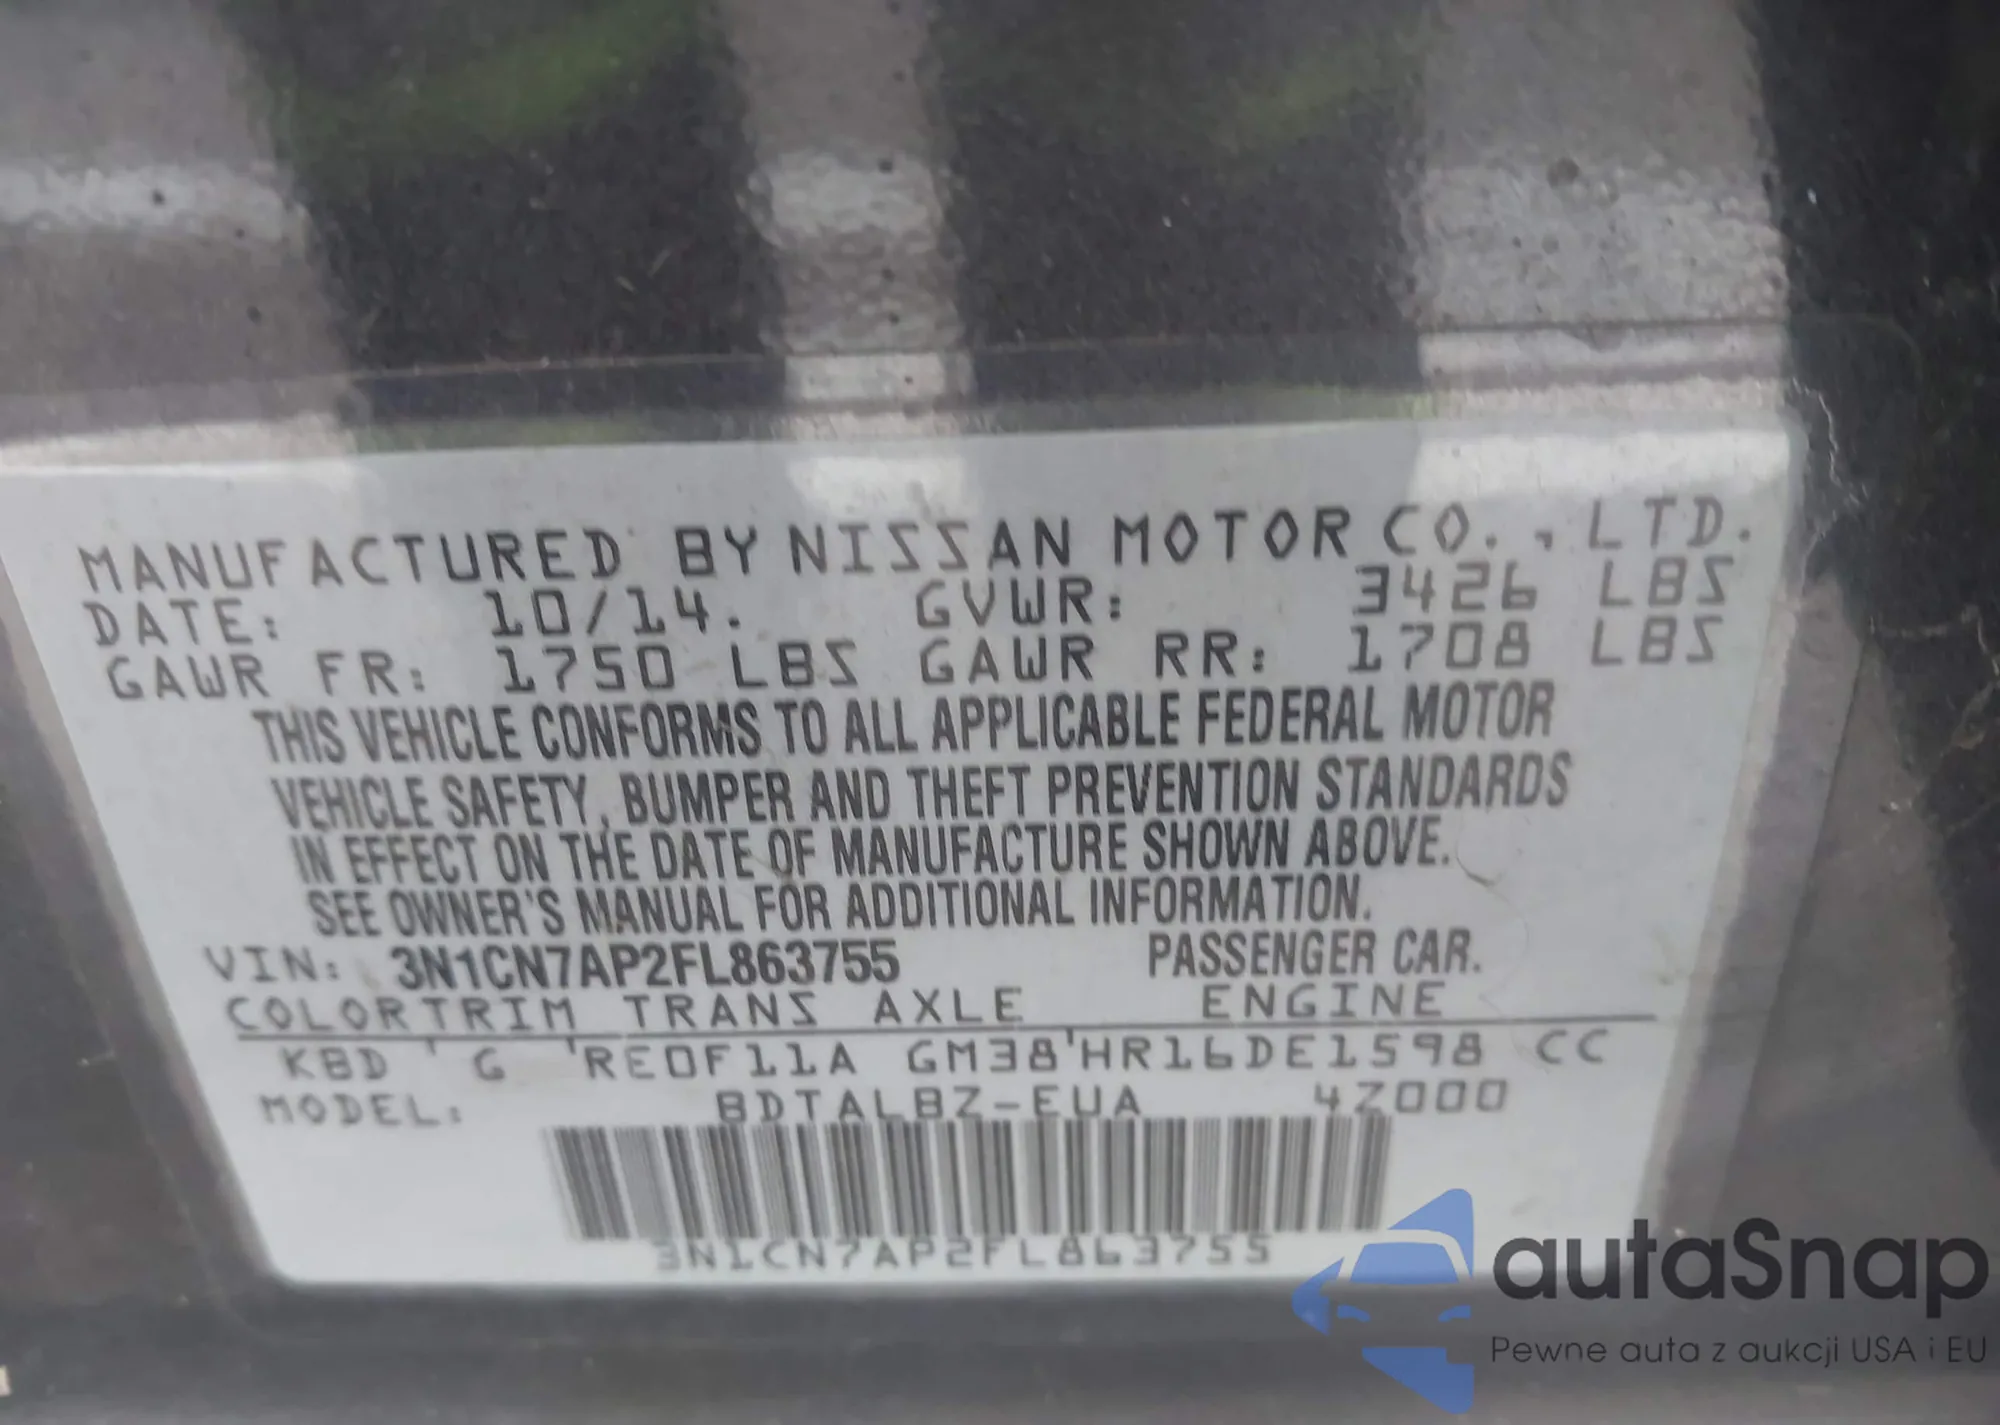 MANUFACTURED BY NISSAN MOTOR CO., LTD.
DATE: 10/14. GVWR: 3426 LBS
GAWR FR: 1750 LBS GAWR RR: 1708 LBS
THIS VEHICLE CONFORMS TO ALL APPLICABLE FEDERAL MOTOR
VEHICLE SAFETY, BUMPER AND THEFT PREVENTION STANDARDS
IN EFFECT ON THE DATE OF MANUFACTURE SHOWN ABOVE.
SEE OWNER'S MANUAL FOR ADDITIONAL INFORMATION.
VIN: 3N1CN7AP2FL863755 PASSENGER CAR.
COLOR TRIM TRANS AXLE ENGINE
KBD ' G 'RE0F11A GM38'HR16DE1598 CC
MODEL: BDTALBZ-EUA 4Z000
3N1CN7AP2FL863755
autaSnap
Pewne auta z aukcji USA i EU